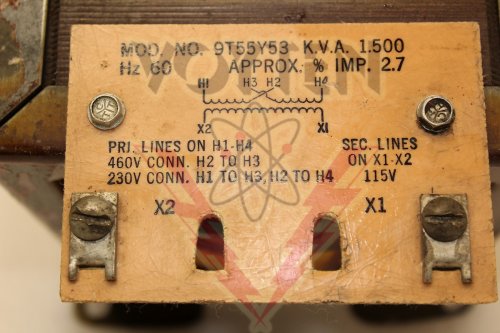 MOD. NO. 9T55Y53 K.V.A. 1.500
Hz 60 APPROX. % IMP. 2.7
H1 H3 H2 H4
X2 X1
PRI. LINES ON H1-H4
460V CONN. H2 TO H3
230V CONN. H1 TO H3, H2 TO H4
SEC. LINES
ON X1-X2
115V
X2 X1